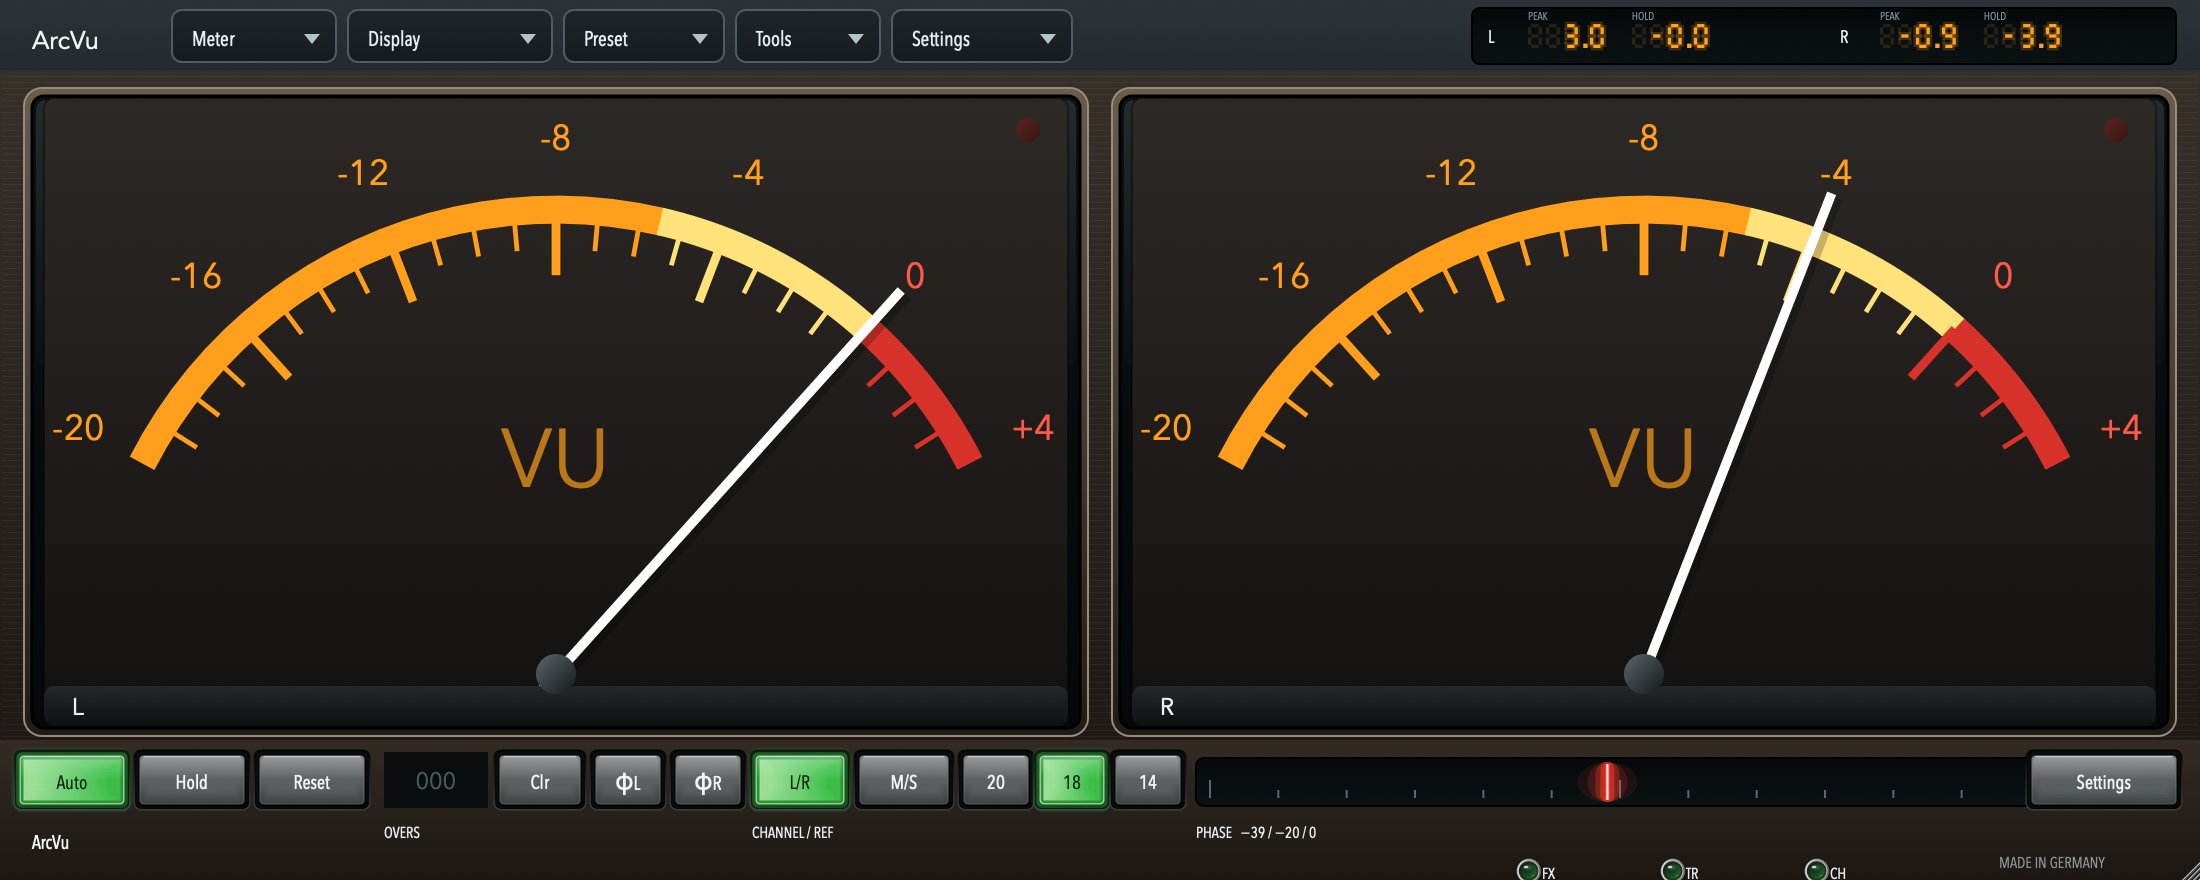 ArcVu
Meter
Display
Preset
Tools
Settings
L
PEAK
3.0
HOLD
-0.0
R
PEAK
-0.9
HOLD
-3.9
-20
-16
-12
-8
-4
0
+4
VU
L
-20
-16
-12
-8
-4
0
+4
VU
R
Auto
Hold
Reset
000
Clr
ΦL
ΦR
L/R
M/S
20
18
14
Settings
ArcVu
OVERS
CHANNEL / REF
PHASE −39 / −20 / 0
FX
TR
CH
MADE IN GERMANY